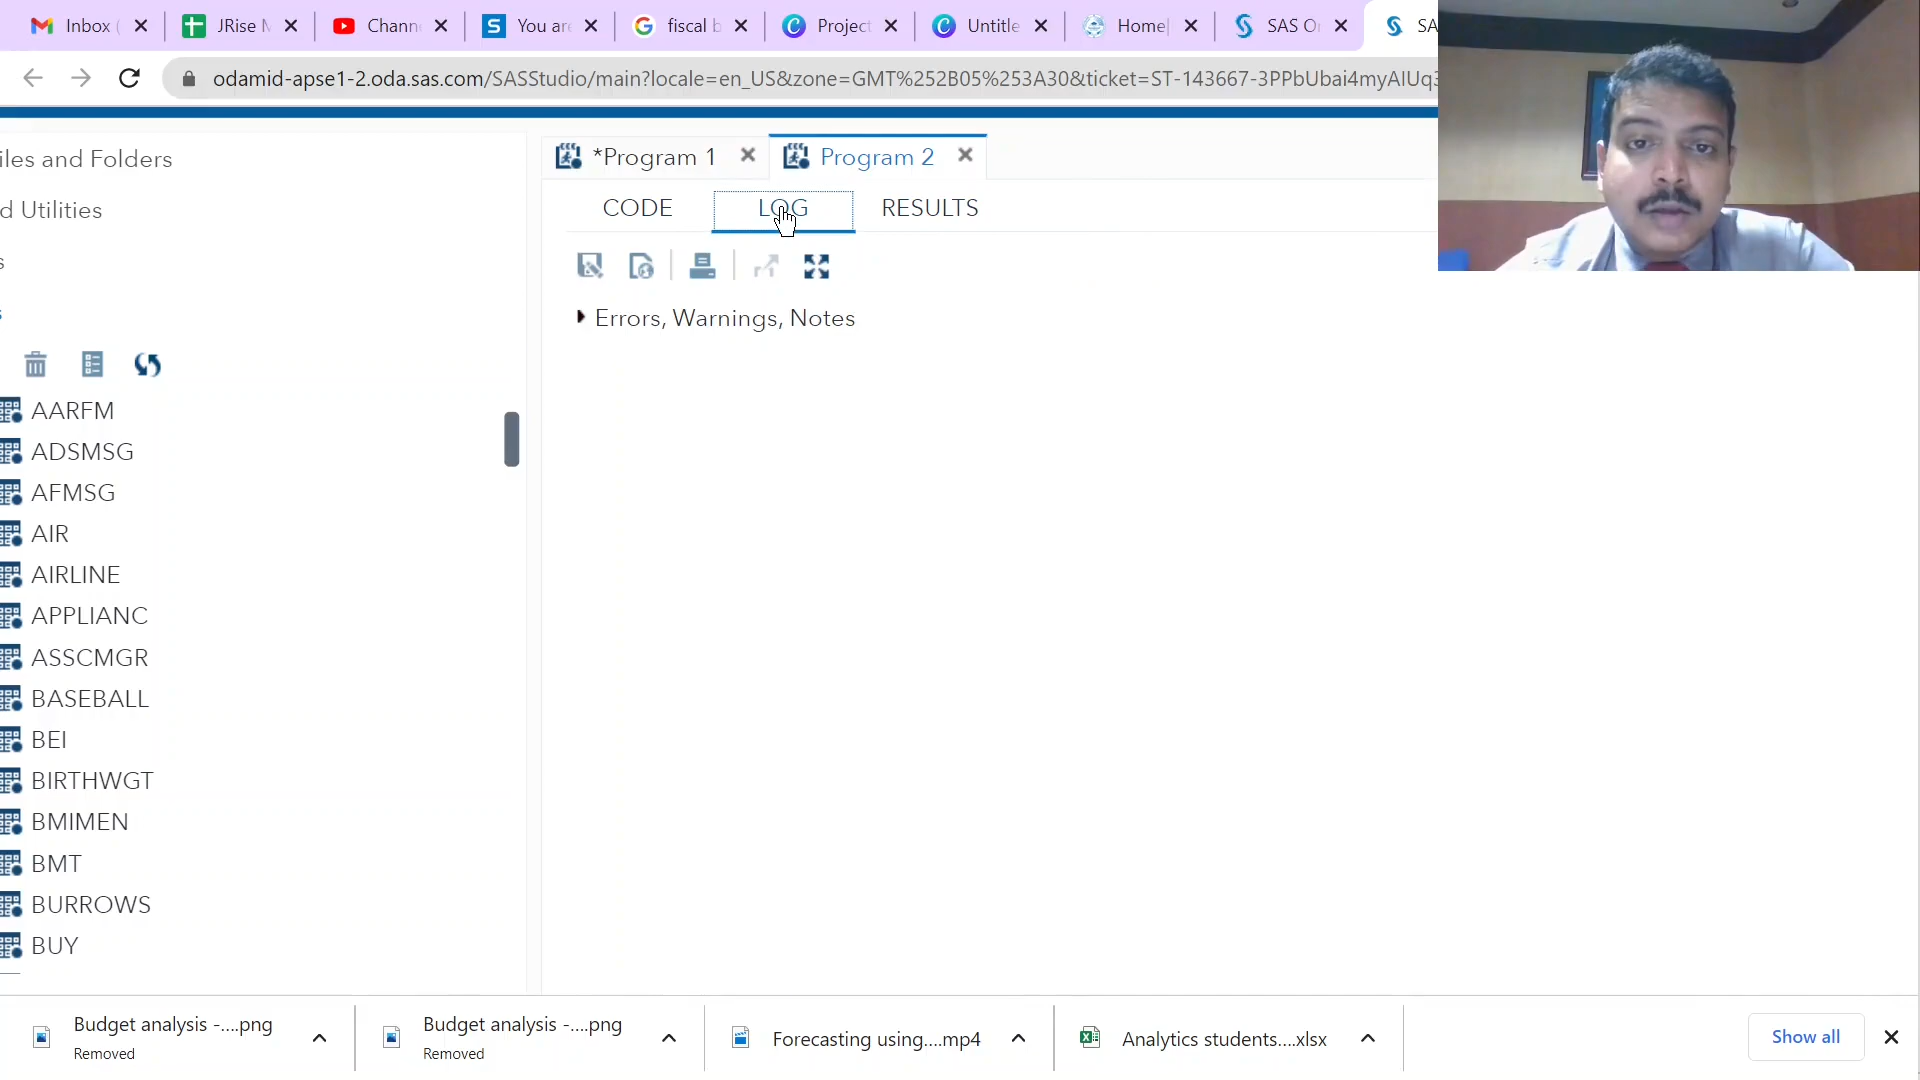 Inbox (
JRise M
Chann
You are
fiscal b
Project
Untitle
Home|
SAS O
SA
odamid-apse1-2.oda.sas.com/SASStudio/main?locale=en_US&zone=GMT%252B05%253A30&ticket=ST-143667-3PPbUbai4myAIUq3
iles and Folders
d Utilities
s
s
AARFM
ADSMSG
AFMSG
AIR
AIRLINE
APPLIANC
ASSCMGR
BASEBALL
BEI
BIRTHWGT
BMIMEN
BMT
BURROWS
BUY
*Program 1
Program 2
CODE
LOG
RESULTS
Errors, Warnings, Notes
Budget analysis -....png
Removed
Budget analysis -....png
Removed
Forecasting using....mp4
Analytics students....xlsx
Show all